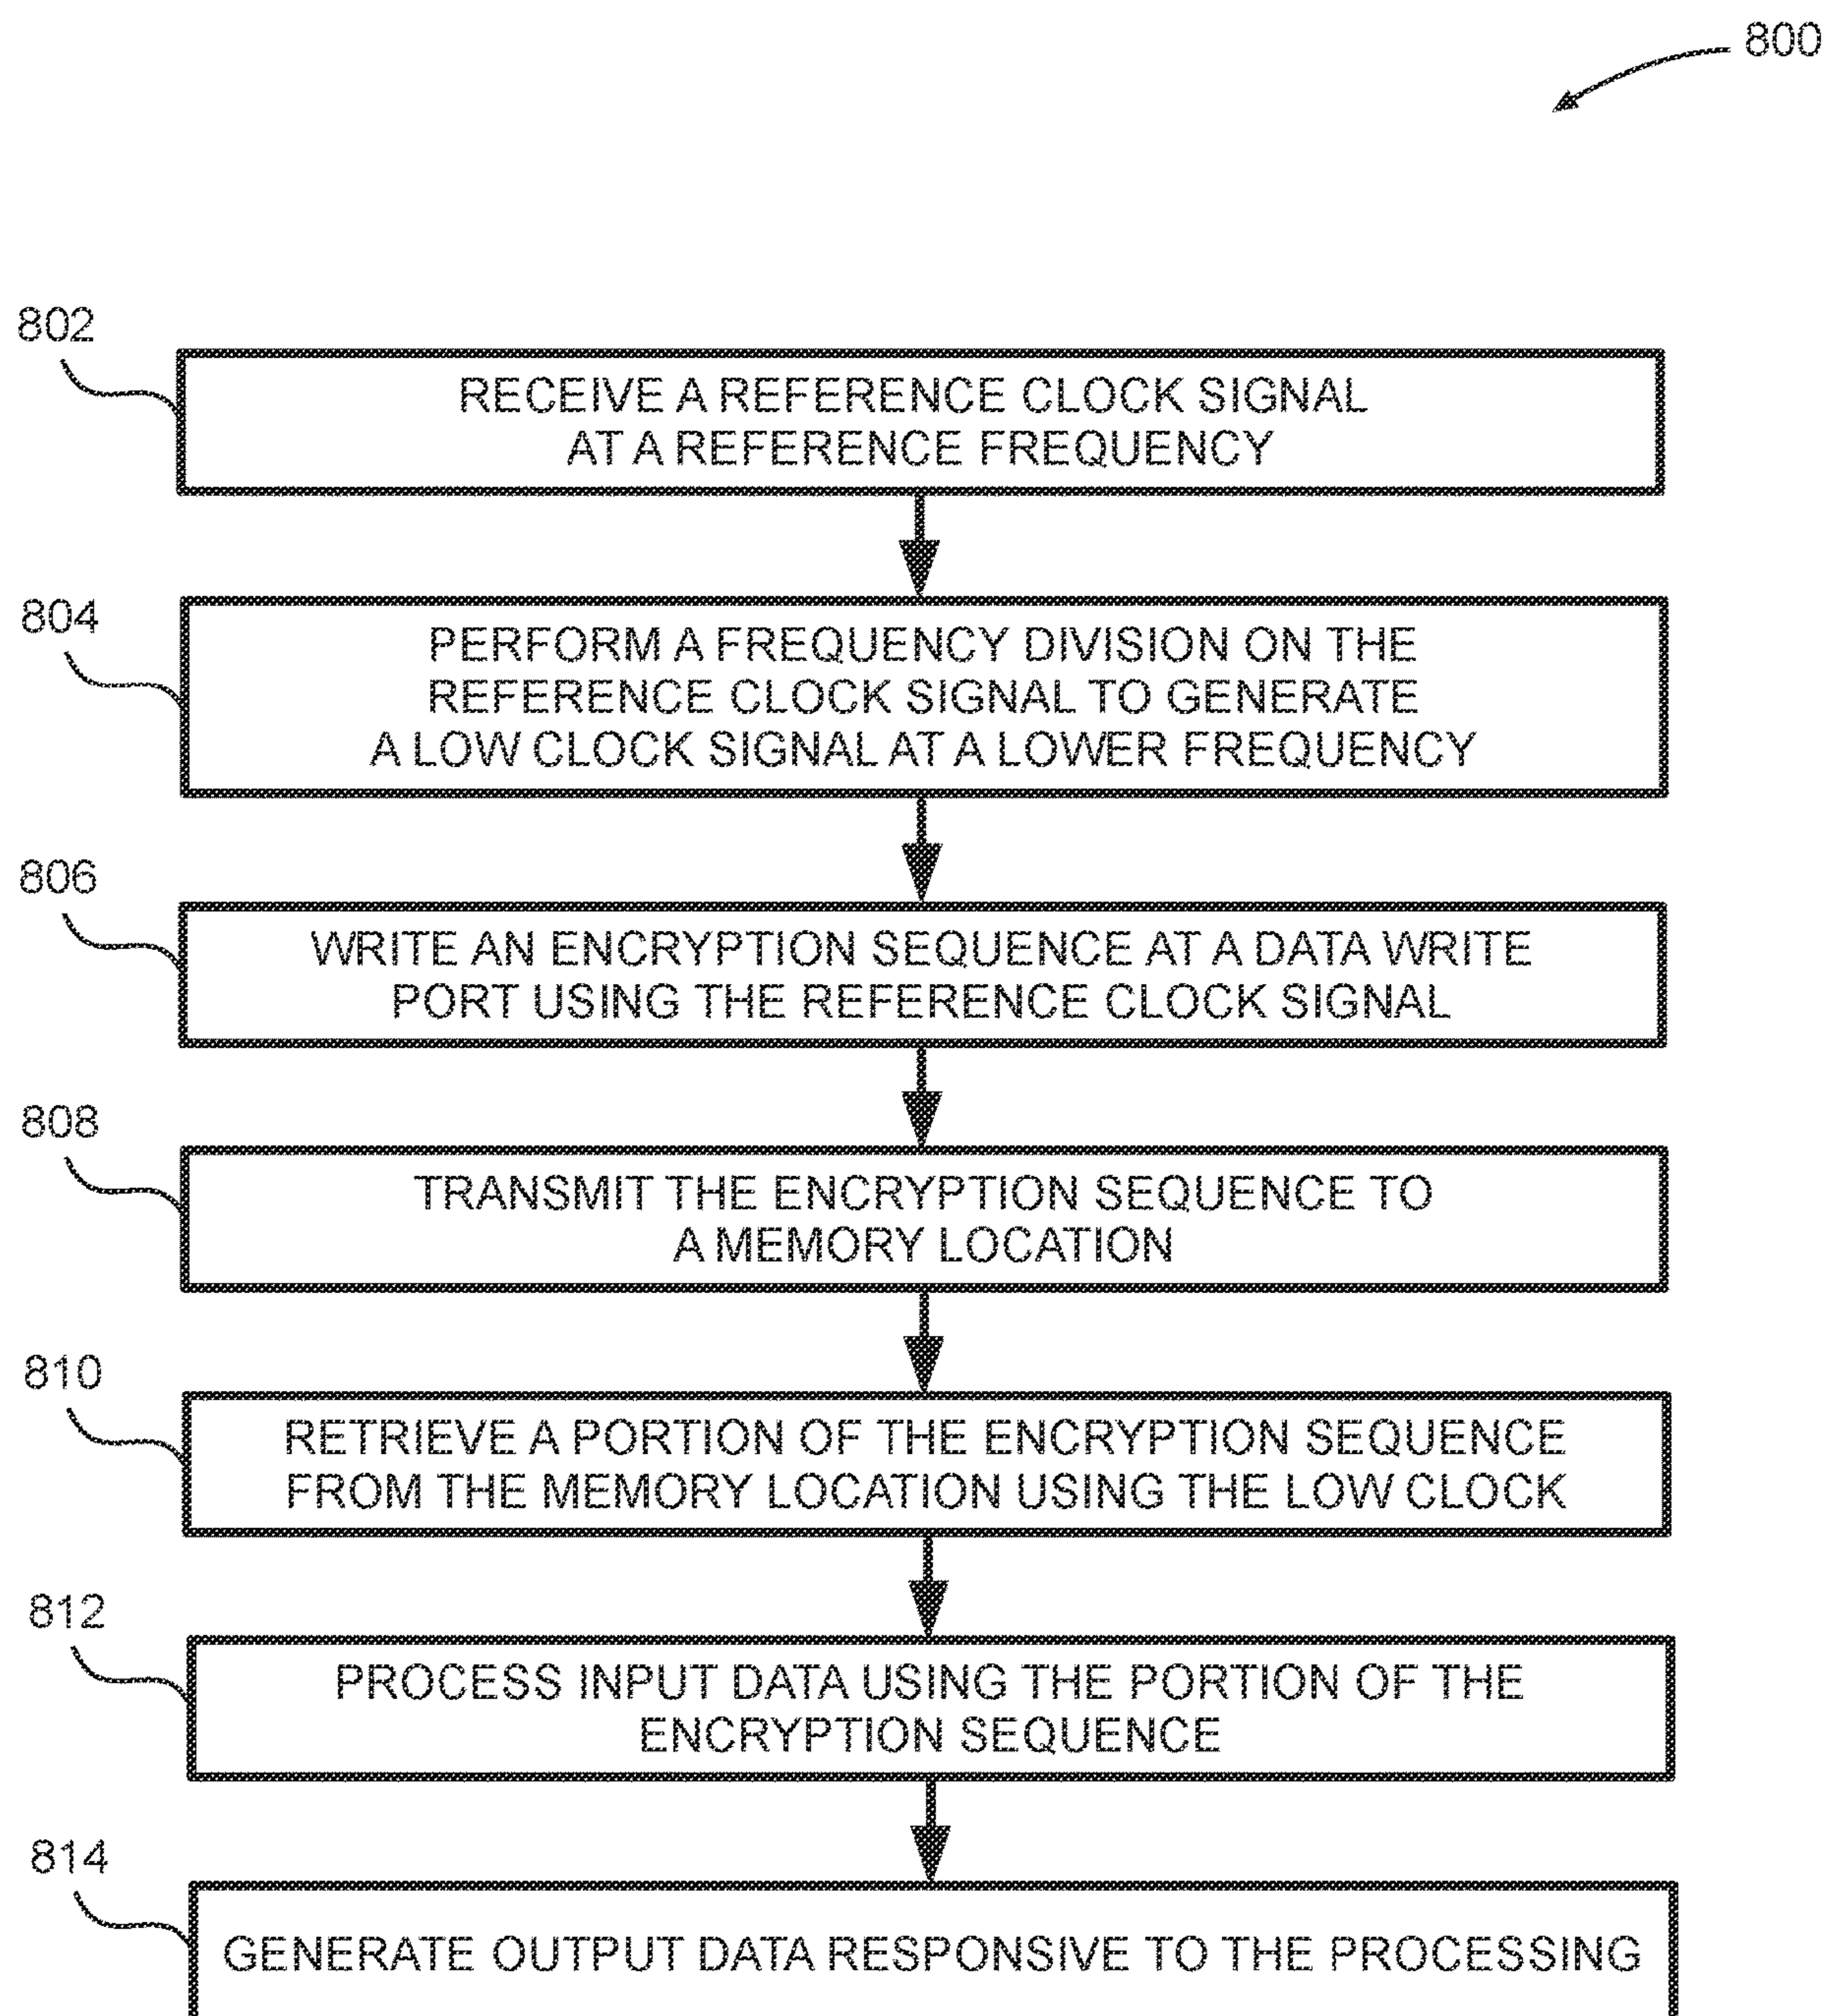 800
802
RECEIVE A REFERENCE CLOCK SIGNAL
AT A REFERENCE FREQUENCY
804
PERFORM A FREQUENCY DIVISION ON THE
REFERENCE CLOCK SIGNAL TO GENERATE
A LOW CLOCK SIGNAL AT A LOWER FREQUENCY
806
WRITE AN ENCRYPTION SEQUENCE AT A DATA WRITE
PORT USING THE REFERENCE CLOCK SIGNAL
808
TRANSMIT THE ENCRYPTION SEQUENCE TO
A MEMORY LOCATION
810
RETRIEVE A PORTION OF THE ENCRYPTION SEQUENCE
FROM THE MEMORY LOCATION USING THE LOW CLOCK
812
PROCESS INPUT DATA USING THE PORTION OF THE
ENCRYPTION SEQUENCE
814
GENERATE OUTPUT DATA RESPONSIVE TO THE PROCESSING